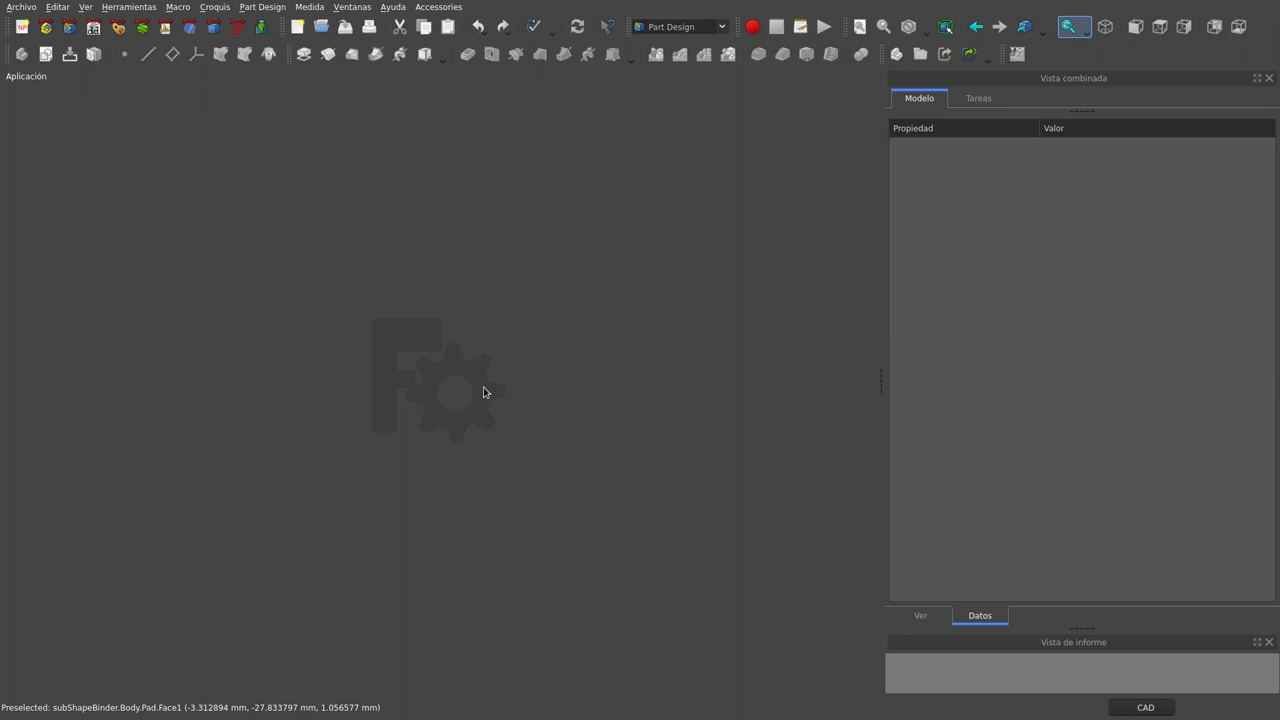 Archivo Editar Ver Herramientas Macro Croquis Part Design Medida Ventanas Ayuda Accessories
Part Design
Aplicación
Vista combinada
Modelo Tareas
Propiedad Valor
Ver Datos
Vista de informe
Preselected: subShapeBinder.Body.Pad.Face1 (-3.312894 mm, -27.833797 mm, 1.056577 mm)
CAD